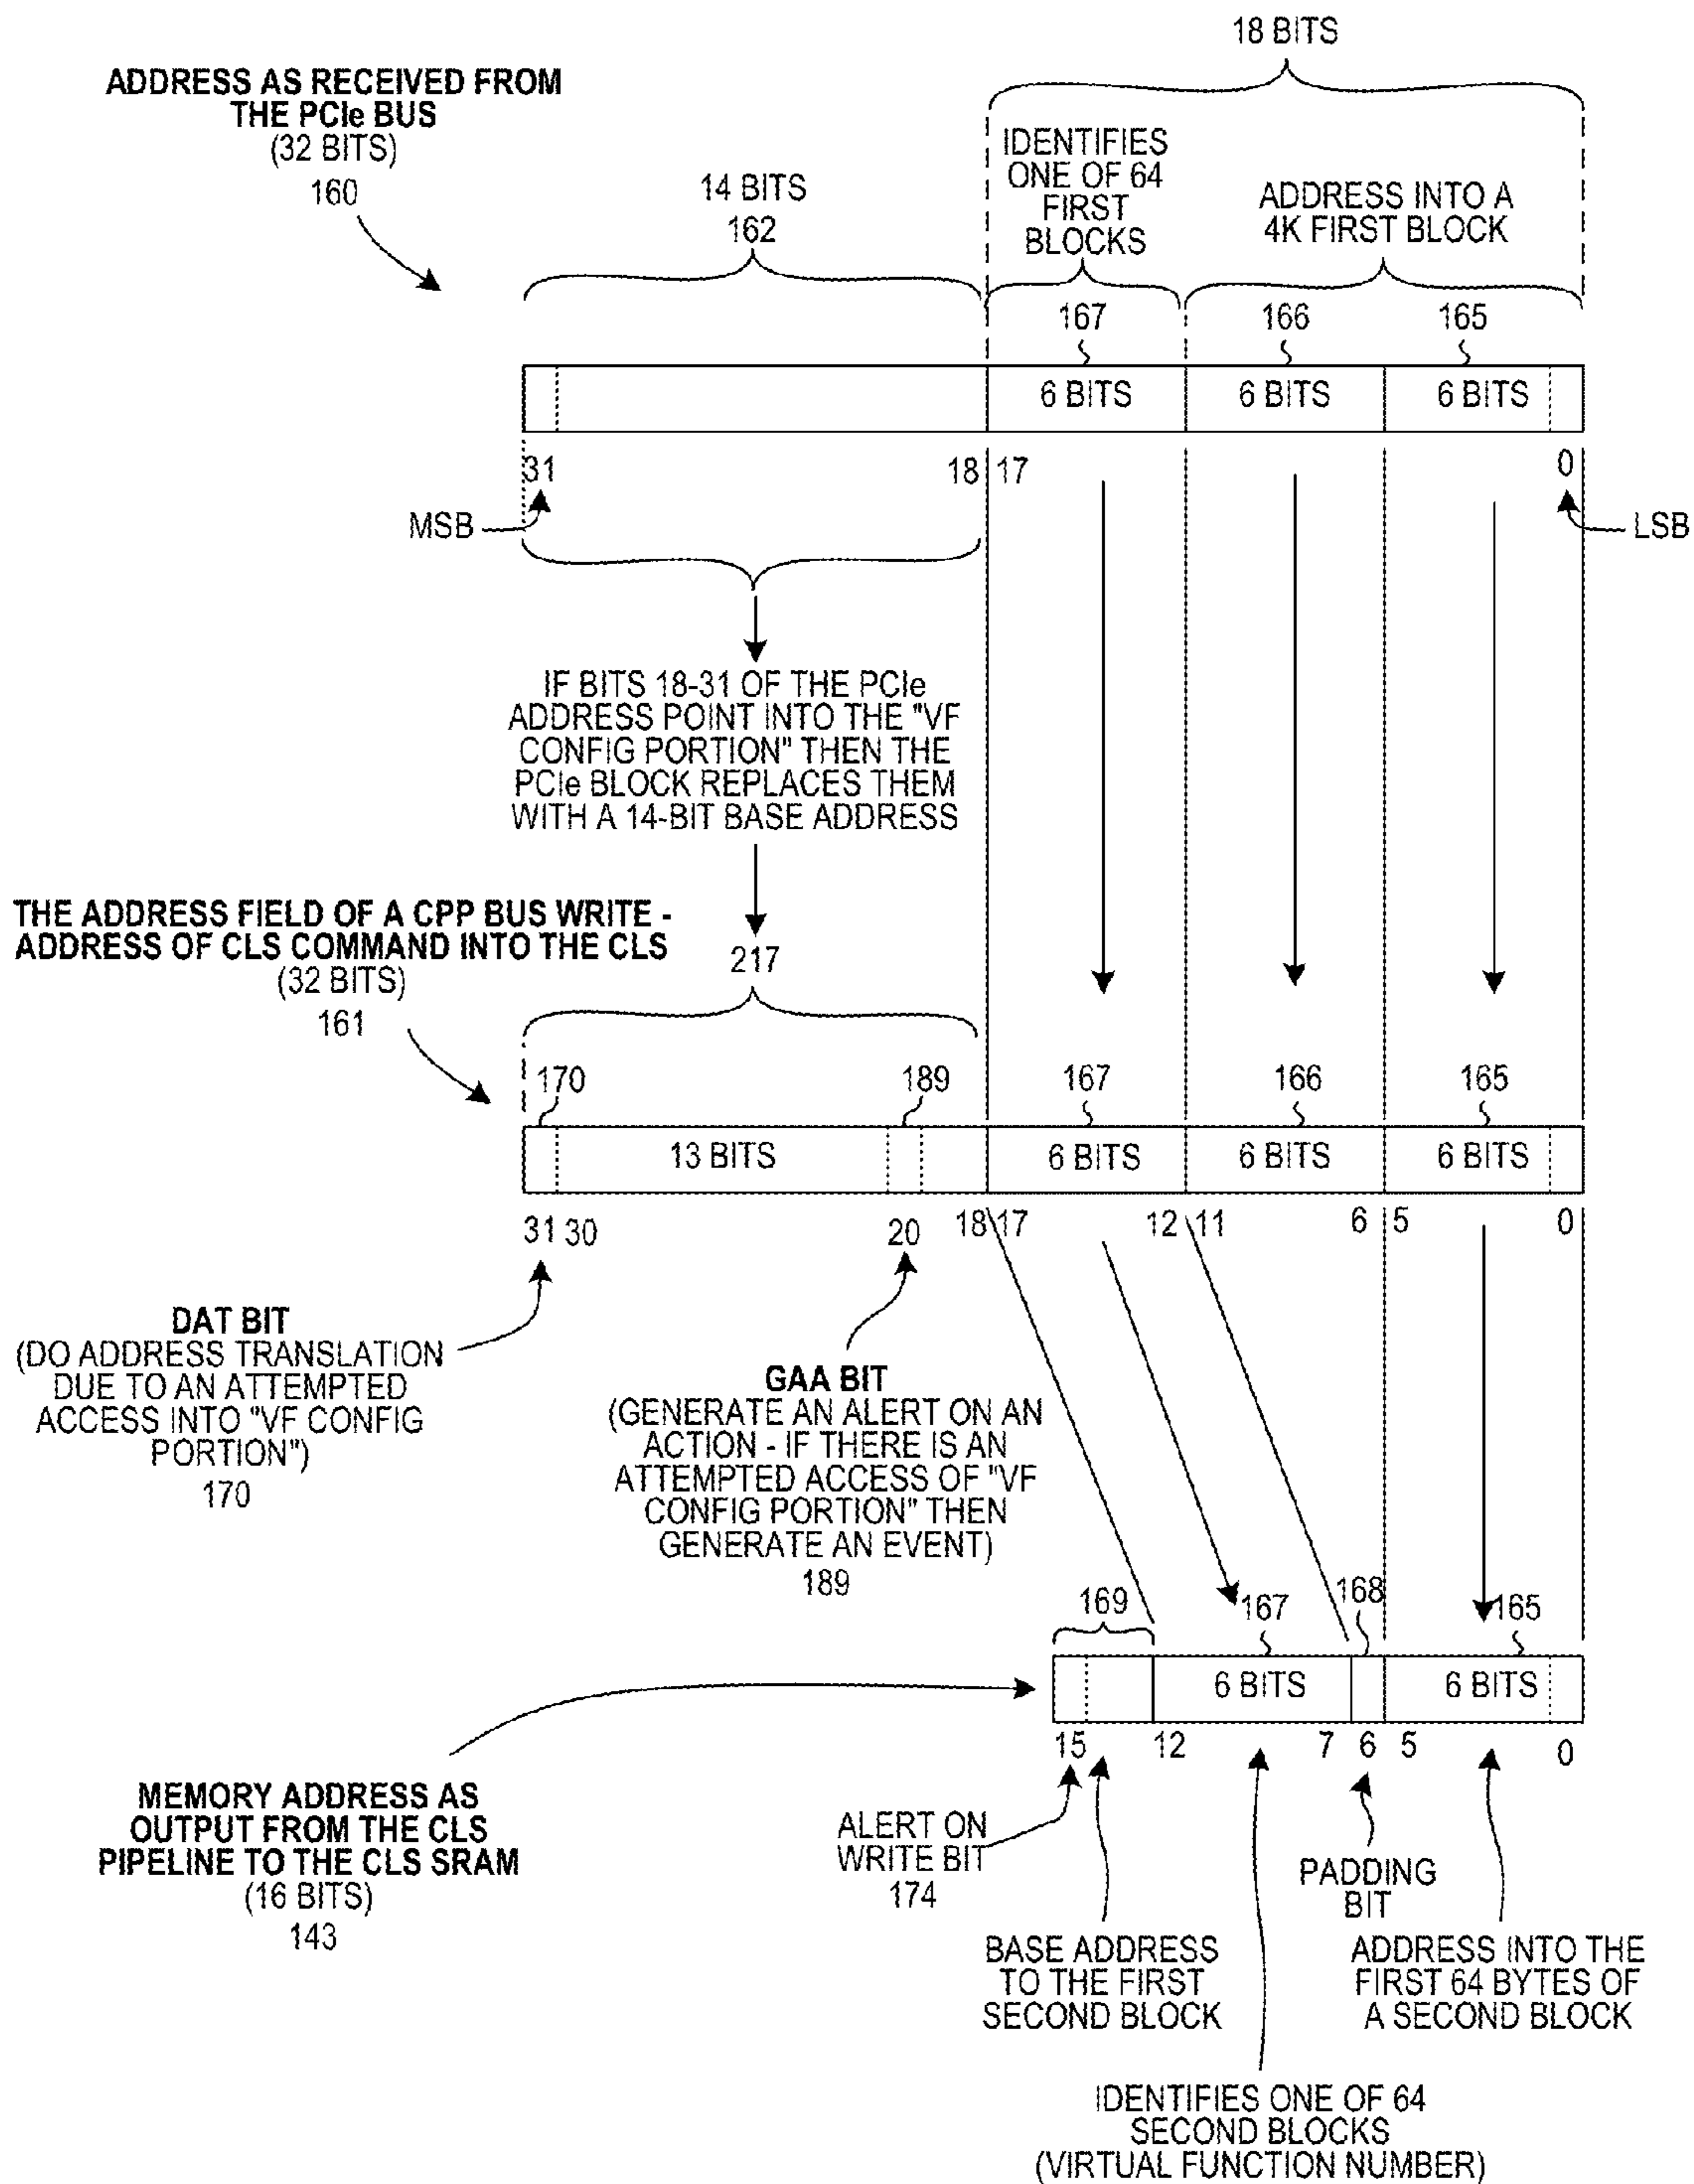 18 BITS
ADDRESS AS RECEIVED FROM
THE PCIe BUS
(32 BITS)
160
14 BITS
162
IDENTIFIES
ONE OF 64
FIRST
BLOCKS
ADDRESS INTO A
4K FIRST BLOCK
167 166 165
6 BITS 6 BITS 6 BITS
31 18 17 0
MSB LSB
IF BITS 18-31 OF THE PCIe
ADDRESS POINT INTO THE "VF
CONFIG PORTION" THEN THE
PCIe BLOCK REPLACES THEM
WITH A 14-BIT BASE ADDRESS
THE ADDRESS FIELD OF A CPP BUS WRITE -
ADDRESS OF CLS COMMAND INTO THE CLS
(32 BITS)
161
217
170 189 167 166 165
13 BITS 6 BITS 6 BITS 6 BITS
31 30 20 18 17 12 11 6 5 0
DAT BIT
(DO ADDRESS TRANSLATION
DUE TO AN ATTEMPTED
ACCESS INTO "VF CONFIG
PORTION")
170
GAA BIT
(GENERATE AN ALERT ON AN
ACTION - IF THERE IS AN
ATTEMPTED ACCESS OF "VF
CONFIG PORTION" THEN
GENERATE AN EVENT)
189
169 167 168 165
6 BITS 6 BITS
15 12 7 6 5 0
MEMORY ADDRESS AS
OUTPUT FROM THE CLS
PIPELINE TO THE CLS SRAM
(16 BITS)
143
ALERT ON
WRITE BIT
174
PADDING
BIT
BASE ADDRESS
TO THE FIRST
SECOND BLOCK
ADDRESS INTO THE
FIRST 64 BYTES OF
A SECOND BLOCK
IDENTIFIES ONE OF 64
SECOND BLOCKS
(VIRTUAL FUNCTION NUMBER)